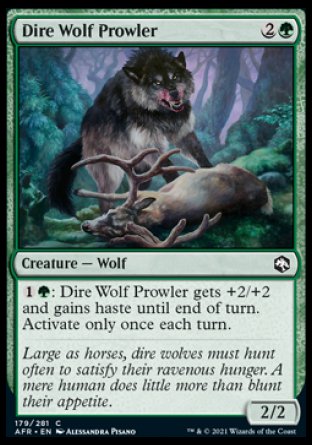 Dire Wolf Prowler 2
Creature — Wolf
1 : Dire Wolf Prowler gets +2/+2
and gains haste until end of turn.
Activate only once each turn.
Large as horses, dire wolves must hunt
often to satisfy their ravenous hunger. A
mere human does little more than blunt
their appetite.
2/2
179/281 C
AFR • EN Alessandra Pisano
™ & © 2021 Wizards of the Coast